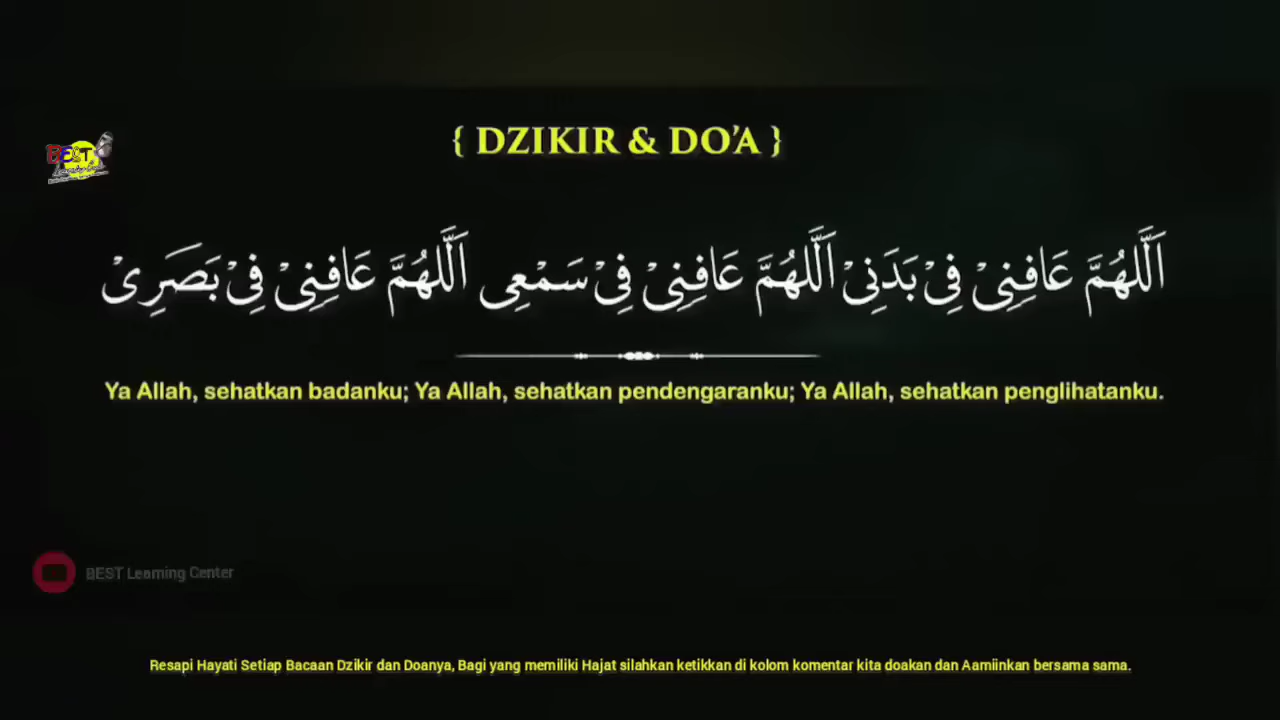 { DZIKIR & DO'A }
BEST
اَللّٰهُمَّ عَافِنِيْ فِيْ بَدَنِيْ اَللّٰهُمَّ عَافِنِيْ فِيْ سَمْعِى اَللّٰهُمَّ عَافِنِيْ فِيْ بَصَرِيْ
Ya Allah, sehatkan badanku; Ya Allah, sehatkan pendengaranku; Ya Allah, sehatkan penglihatanku.
BEST Learning Center
Resapi Hayati Setiap Bacaan Dzikir dan Doanya, Bagi yang memiliki Hajat silahkan ketikkan di kolom komentar kita doakan dan Aamiinkan bersama sama.